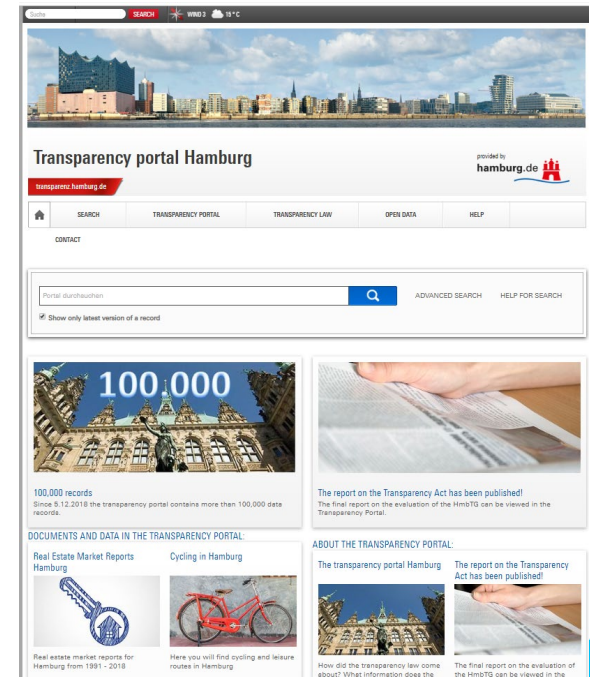 Suche SEARCH WIND 3 15°C
Transparency portal Hamburg
provided by
hamburg.de
transparenz.hamburg.de
SEARCH TRANSPARENCY PORTAL TRANSPARENCY LAW OPEN DATA HELP
CONTACT
Portal durchsuchen ADVANCED SEARCH HELP FOR SEARCH
Show only latest version of a record
100.000
100,000 records
Since 5.12.2018 the transparency portal contains more than 100,000 data
records.
The report on the Transparency Act has been published!
The final report on the evaluation of the HmbTG can be viewed in the
Transparency Portal.
DOCUMENTS AND DATA IN THE TRANSPARENCY PORTAL:
Real Estate Market Reports
Hamburg
Cycling in Hamburg
Real estate market reports for
Hamburg from 1991 - 2018
Here you will find cycling and leisure
routes in Hamburg
ABOUT THE TRANSPARENCY PORTAL:
The transparency portal Hamburg
The report on the Transparency
Act has been published!
How did the transparency law come
about? What information does the
The final report on the evaluation of
the HmbTG can be viewed in the